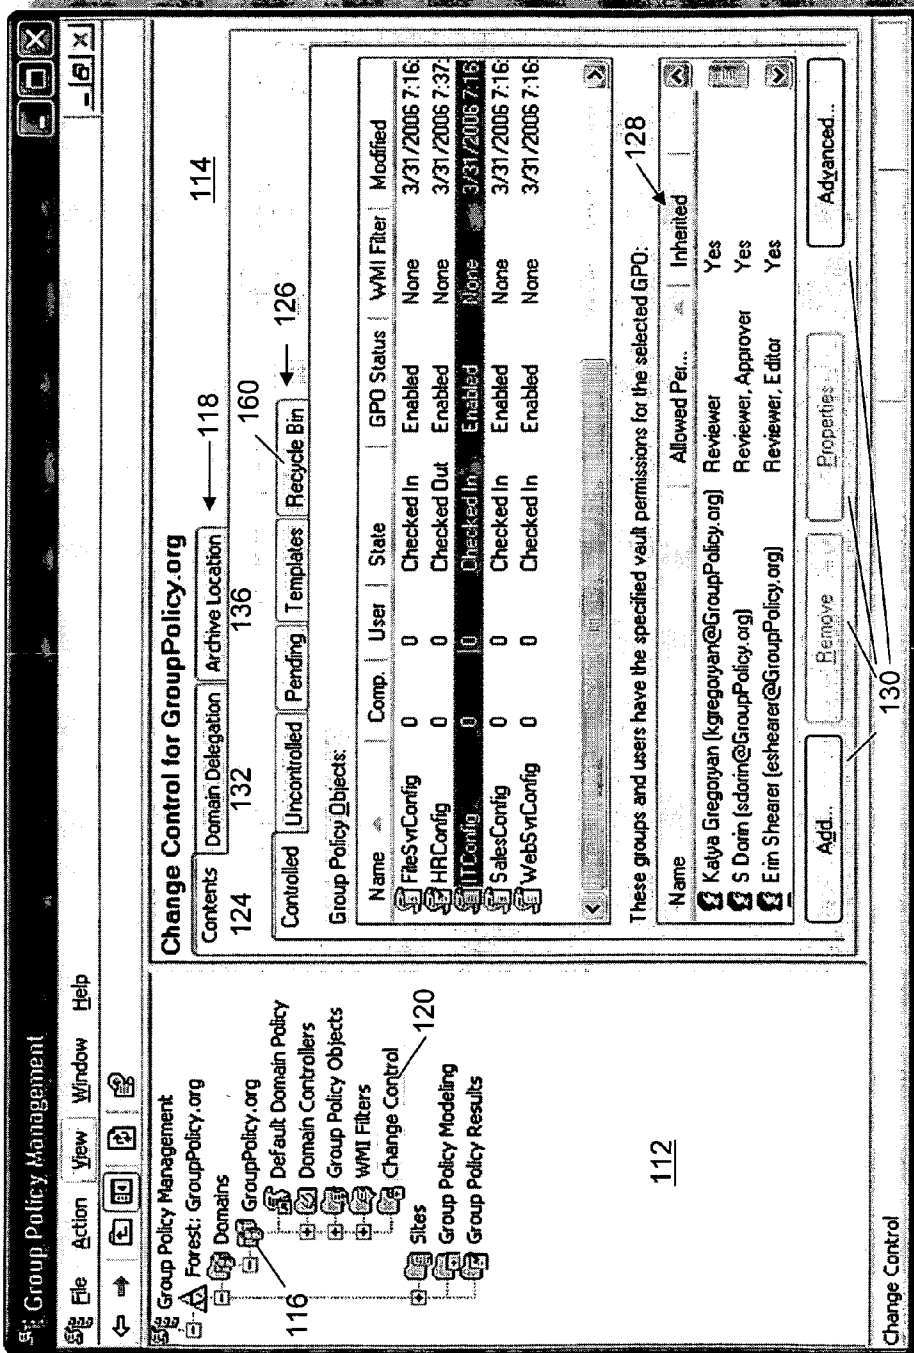 Group Policy Management
File Action View Window Help
Group Policy Management
Forest: GroupPolicy.org
Domains
GroupPolicy.org
Default Domain Policy
Domain Controllers
Group Policy Objects
WMI Filters
Change Control
Sites
Group Policy Modeling
Group Policy Results
116
120
112
Change Control for GroupPolicy.org
114
Contents Domain Delegation Archive Location
118
124 132 136 160
126
Controlled Uncontrolled Pending Templates Recycle Bin
Group Policy Objects:
Name Comp. User State GPO Status WMI Filter Modified
FileSvrConfig 0 0 Checked In Enabled None 3/31/2006 7:16:
HRConfig 0 0 Checked Out Enabled None 3/31/2006 7:37:
ITConfig 0 0 Checked In Enabled None 3/31/2006 7:16:
SalesConfig 0 0 Checked In Enabled None 3/31/2006 7:16:
WebSvrConfig 0 0 Checked In Enabled None 3/31/2006 7:16:
These groups and users have the specified vault permissions for the selected GPO:
128
Name Allowed Per... Inherited
Katya Gregoryan (kgregoryan@GroupPolicy.org) Reviewer Yes
S Dorin (sdorin@GroupPolicy.org) Reviewer, Approver Yes
Erin Shearer (eshearer@GroupPolicy.org) Reviewer, Editor Yes
Add... Remove Properties Advanced...
130
Change Control